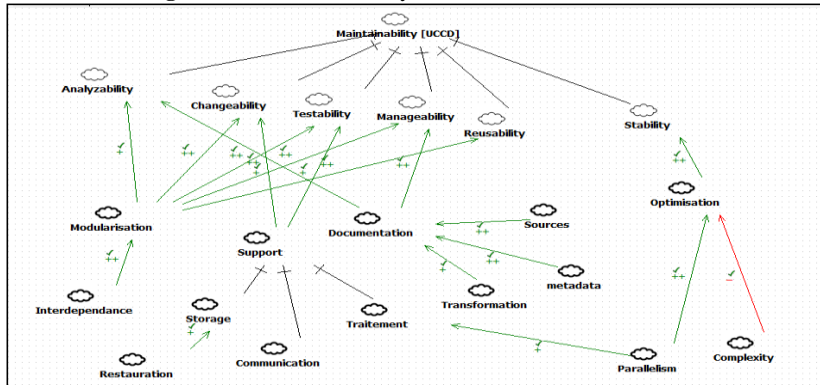 Maintainability [UCCD]
Analyzability
Changeability
Testability
Manageability
Reusability
Stability
Modularisation
Support
Documentation
Sources
Optimisation
metadata
Interdependance
Storage
Traitement
Transformation
Restauration
Communication
Parallelism
Complexity
+
++
++
++
++
+
+
++
++
++
++
++
++
+
++
-
+
+